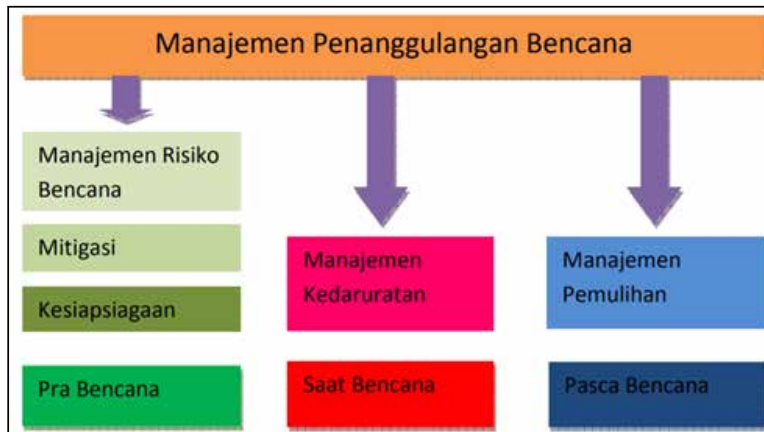 Manajemen Penanggulangan Bencana
Manajemen Risiko
Bencana
Mitigasi
Kesiapsiagaan
Pra Bencana
Manajemen
Kedaruratan
Saat Bencana
Manajemen
Pemulihan
Pasca Bencana